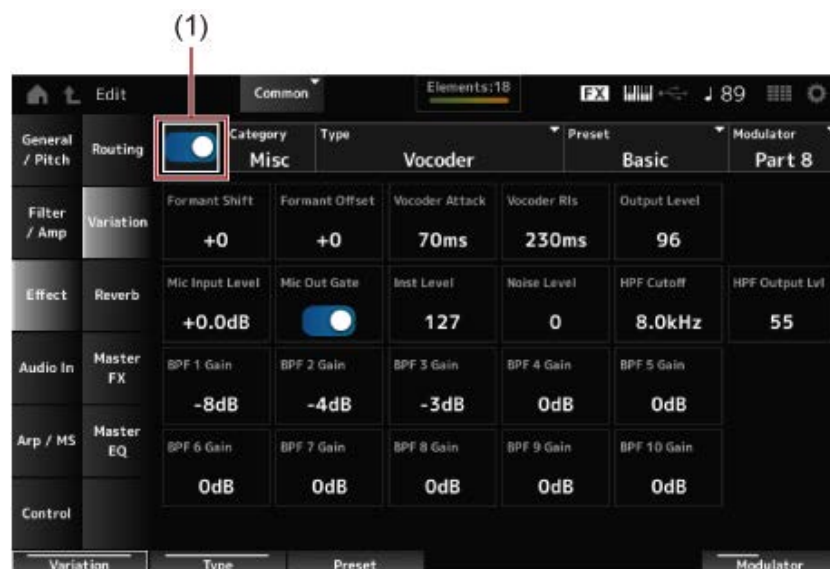 (1)
Edit
Common
Elements:18
FX
♩ 89
General
/ Pitch
Routing
Category
Misc
Type
Vocoder
Preset
Basic
Modulator
Part 8
Filter
/ Amp
Variation
Formant Shift
+0
Formant Offset
+0
Vocoder Attack
70ms
Vocoder Rls
230ms
Output Level
96
Effect
Reverb
Mic Input Level
+0.0dB
Mic Out Gate
Inst Level
127
Noise Level
0
HPF Cutoff
8.0kHz
HPF Output Lvl
55
Audio In
Master
FX
BPF 1 Gain
-8dB
BPF 2 Gain
-4dB
BPF 3 Gain
-3dB
BPF 4 Gain
0dB
BPF 5 Gain
0dB
Arp / MS
Master
EQ
BPF 6 Gain
0dB
BPF 7 Gain
0dB
BPF 8 Gain
0dB
BPF 9 Gain
0dB
BPF 10 Gain
0dB
Control
Variation
Type
Preset
Modulator